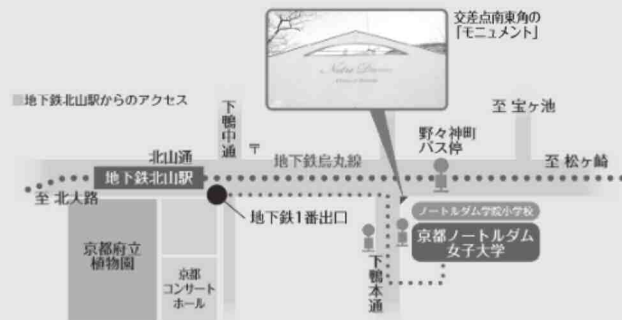 交差点南東角の
「モニュメント」
Notre Dame
■地下鉄北山駅からのアクセス
至 宝ヶ池
下鴨中通
〒
野々神町
バス停
北山通
地下鉄烏丸線
至 松ヶ崎
地下鉄北山駅
至 北大路
地下鉄1番出口
ノートルダム学院小学校
京都ノートルダム
女子大学
京都府立
植物園
下鴨本通
京都
コンサート
ホール